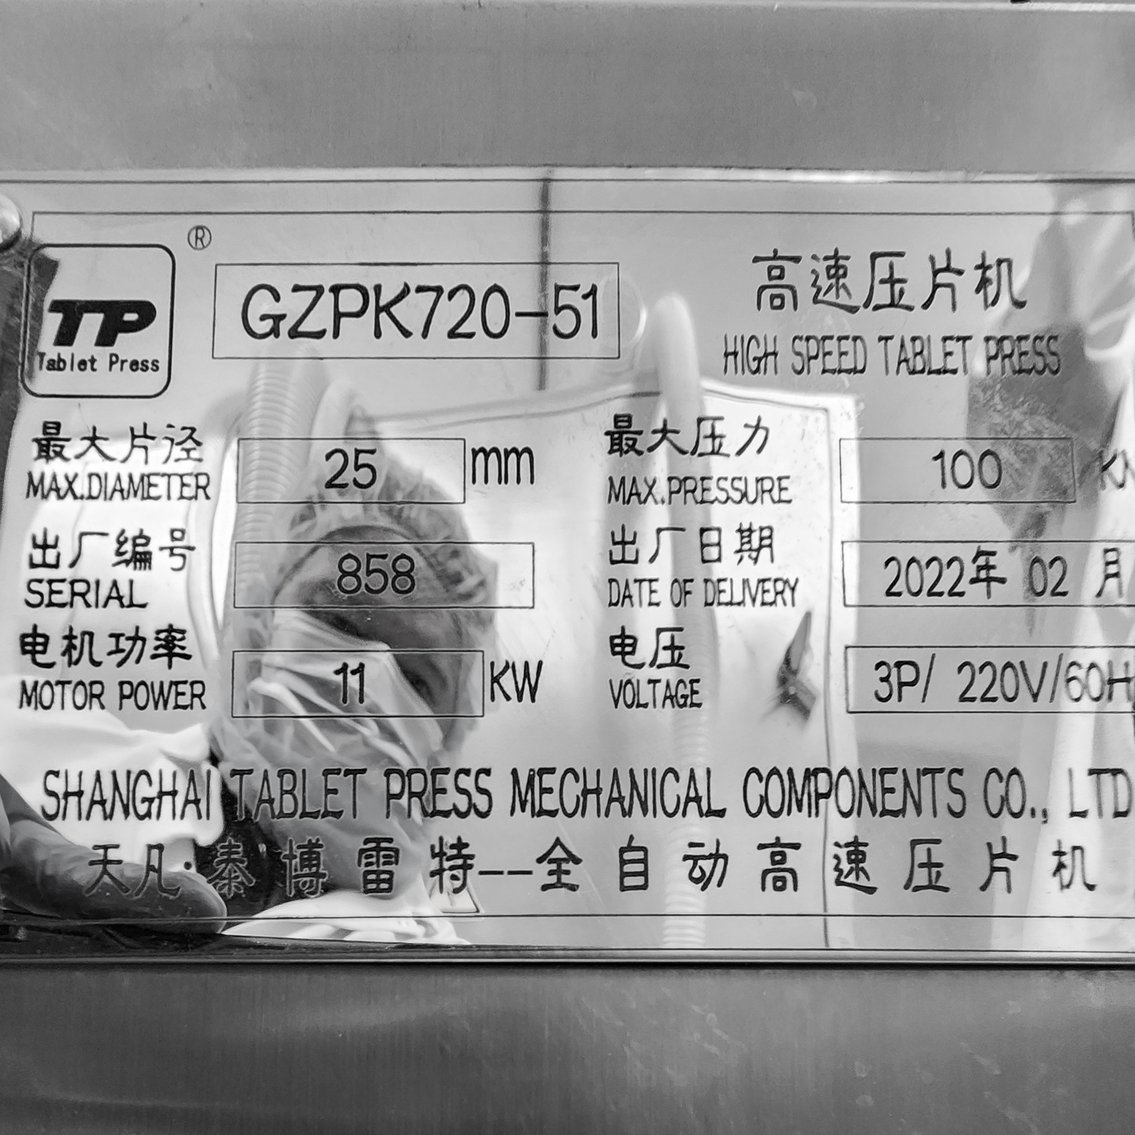 ®
TP
Tablet Press
GZPK720-51
高速压片机
HIGH SPEED TABLET PRESS
最大片径
MAX.DIAMETER
25 mm
最大压力
MAX.PRESSURE
100 KN
出厂编号
SERIAL
858
出厂日期
DATE OF DELIVERY
2022年 02 月
电机功率
MOTOR POWER
11 KW
电压
VOLTAGE
3P/ 220V/60H
SHANGHAI TABLET PRESS MECHANICAL COMPONENTS CO., LTD
天凡·泰博雷特--全自动高速压片机